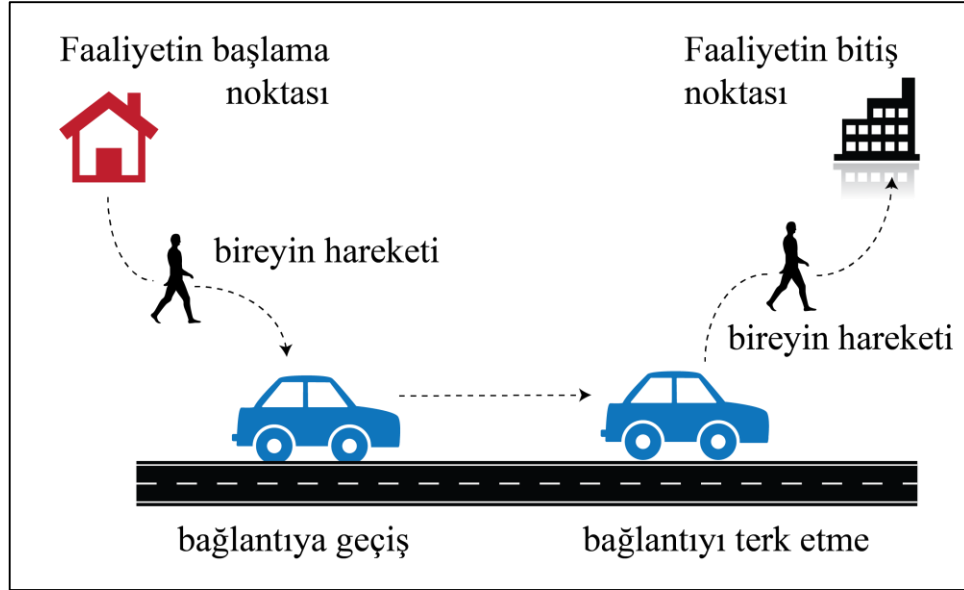 Faaliyetin başlama
noktası
Faaliyetin bitiş
noktası
bireyin hareketi
bireyin hareketi
bağlantıya geçiş
bağlantıyı terk etme